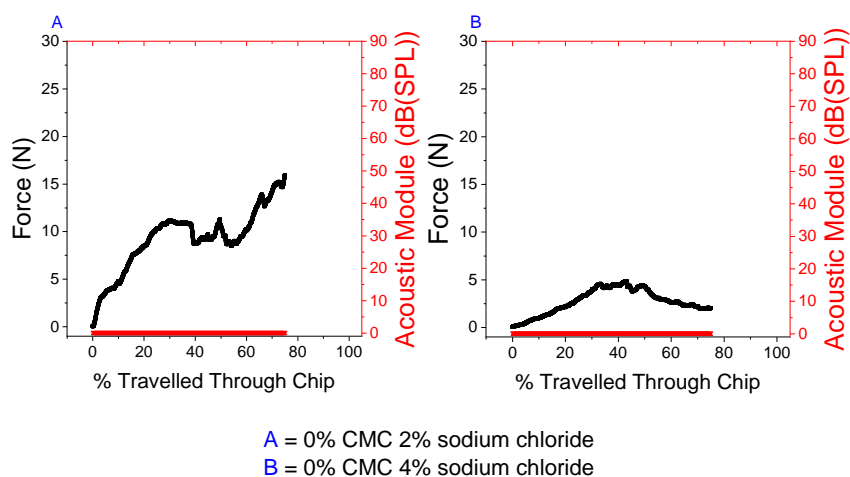 A
B
30
25
20
15
10
5
0
Force (N)
90
80
70
60
50
40
30
20
10
0
Acoustic Module (dB(SPL))
0 20 40 60 80 100
% Travelled Through Chip
30
25
20
15
10
5
0
Force (N)
90
80
70
60
50
40
30
20
10
0
Acoustic Module (dB(SPL))
0 20 40 60 80 100
% Travelled Through Chip
A = 0% CMC 2% sodium chloride
B = 0% CMC 4% sodium chloride